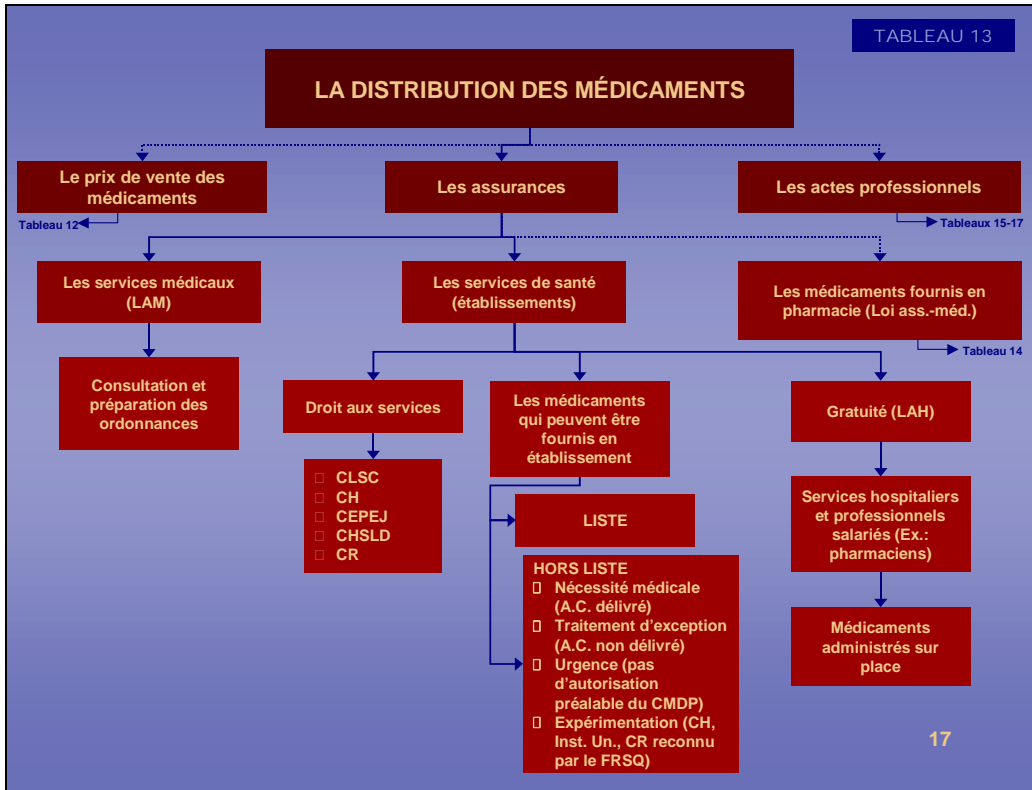 TABLEAU 13
LA DISTRIBUTION DES MÉDICAMENTS
Le prix de vente des
médicaments
Les assurances
Les actes professionnels
Tableau 12
Tableaux 15-17
Les services médicaux
(LAM)
Les services de santé
(établissements)
Les médicaments fournis en
pharmacie (Loi ass.-méd.)
Tableau 14
Consultation et
préparation des
ordonnances
Droit aux services
Les médicaments
qui peuvent être
fournis en
établissement
Gratuité (LAH)
CLSC
CH
CEPEJ
CHSLD
CR
LISTE
Services hospitaliers
et professionnels
salariés (Ex.:
pharmaciens)
HORS LISTE
Nécessité médicale
(A.C. délivré)
Traitement d'exception
(A.C. non délivré)
Urgence (pas
d'autorisation
préalable du CMDP)
Expérimentation (CH,
Inst. Un., CR reconnu
par le FRSQ)
Médicaments
administrés sur
place
17